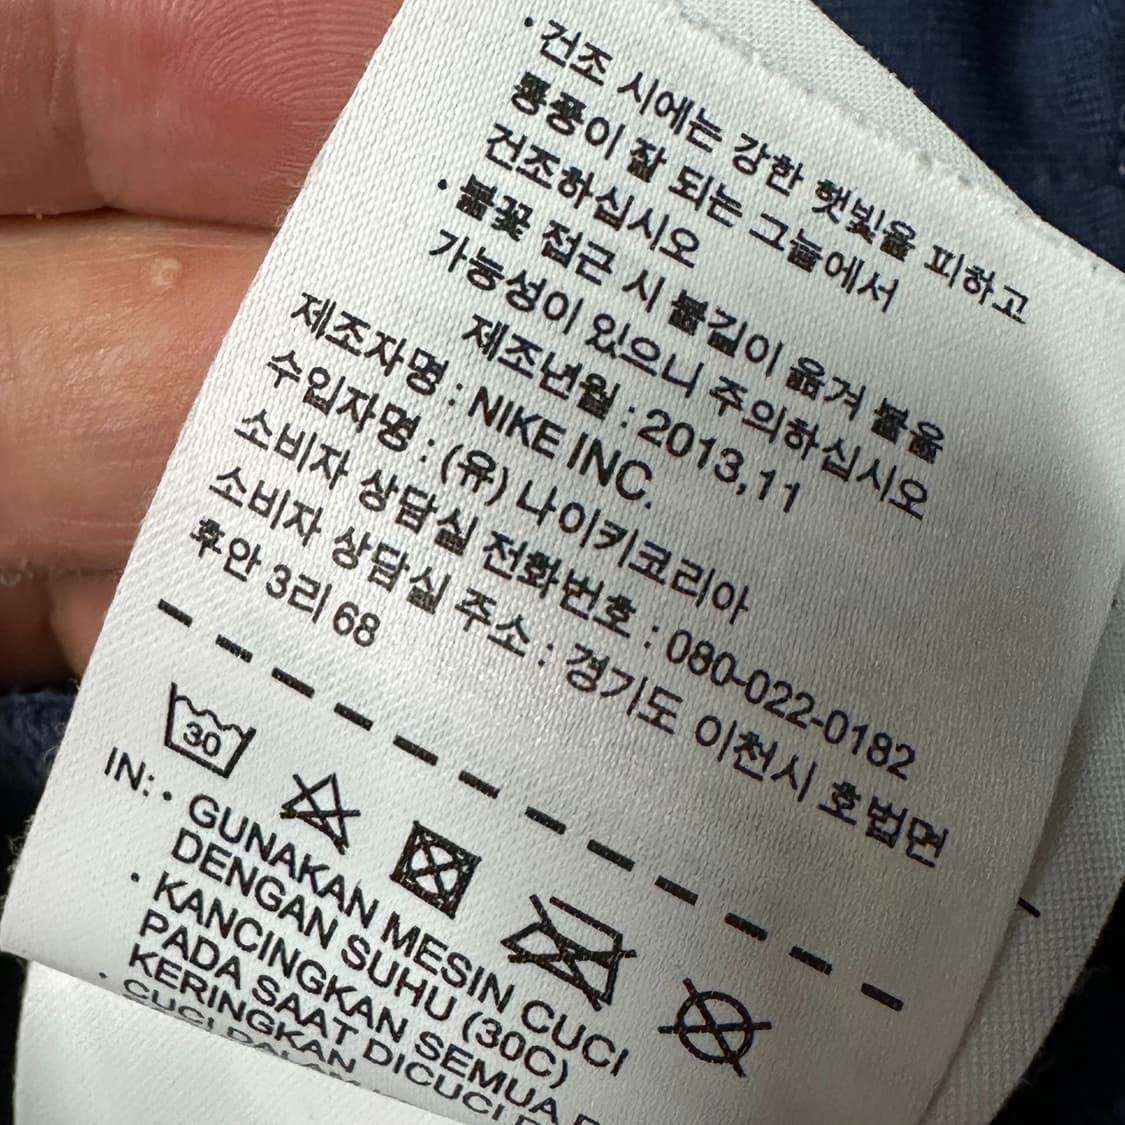 · 건조 시에는 강한 햇빛을 피하고
통풍이 잘 되는 그늘에서
건조하십시오
· 불꽃 접근 시 불길이 옮겨 붙을
가능성이 있으니 주의하십시오
제조년월 : 2013,11
제조자명 : NIKE INC.
수입자명 : (유) 나이키코리아
소비자 상담실 전화번호 : 080-022-0182
소비자 상담실 주소 : 경기도 이천시 호법면
후안 3리 68
30
IN: · GUNAKAN MESIN CUCI
DENGAN SUHU (30C)
· KANCINGKAN SEMUA
PADA SAAT DICUCI
· KERINGKAN